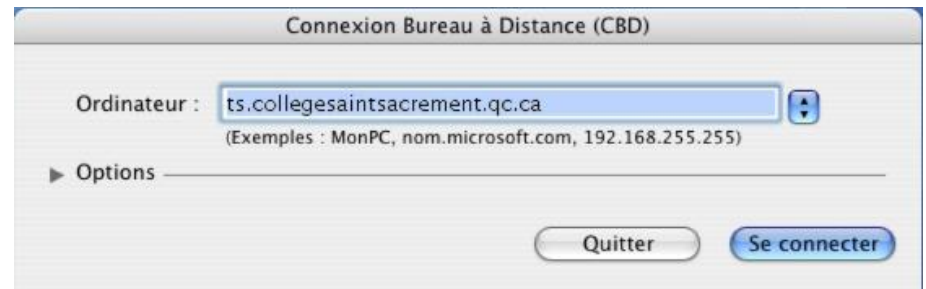 Connexion Bureau à Distance (CBD)
Ordinateur : ts.collegesaintsacrement.qc.ca
(Exemples : MonPC, nom.microsoft.com, 192.168.255.255)
Options
Quitter Se connecter